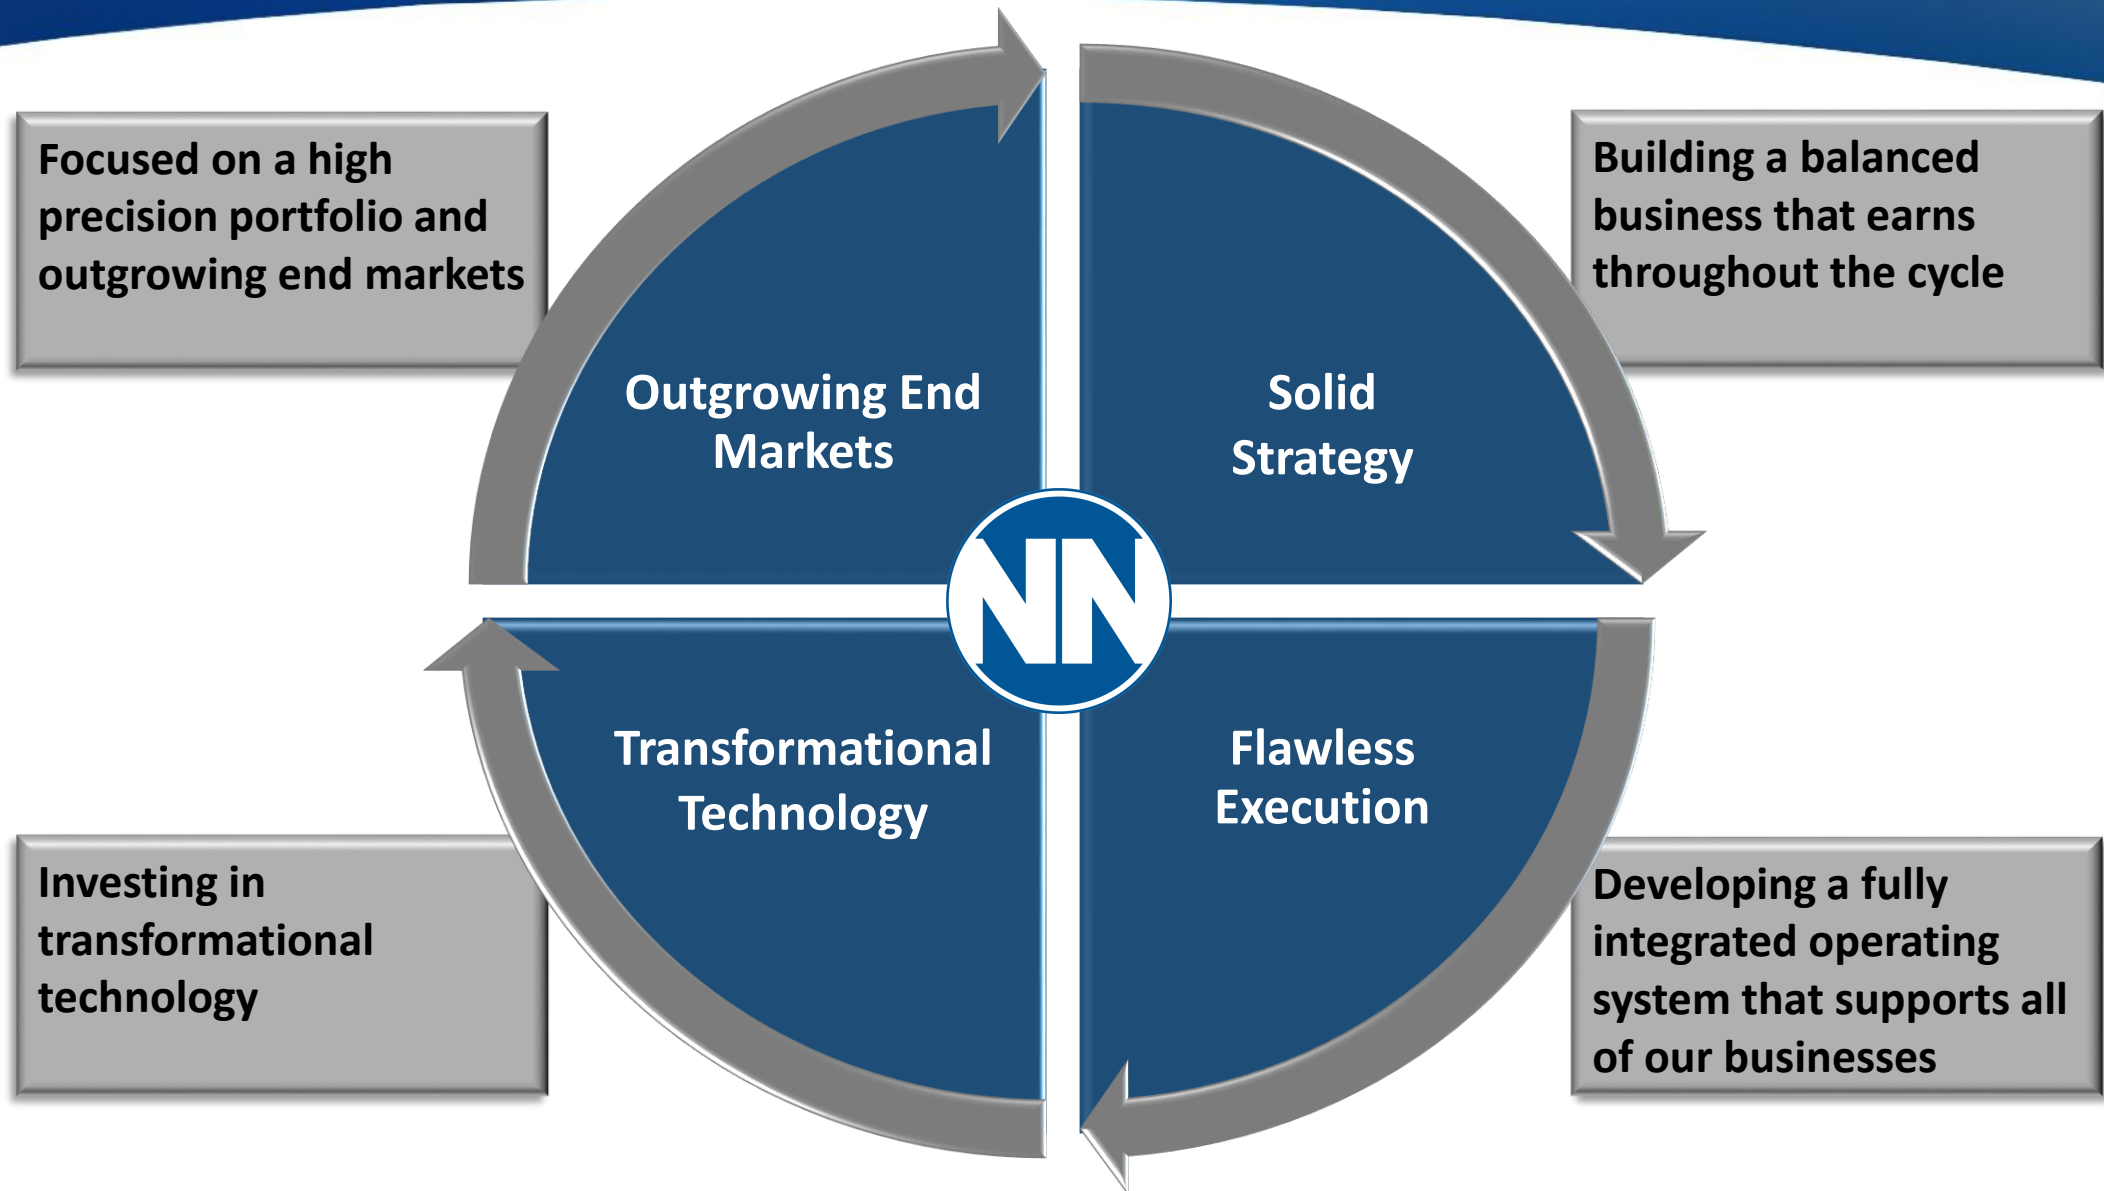 Focused on a high
precision portfolio and
outgrowing end markets
Building a balanced
business that earns
throughout the cycle
Outgrowing End
Markets
Solid
Strategy
NN
Transformational
Technology
Flawless
Execution
Investing in
transformational
technology
Developing a fully
integrated operating
system that supports all
of our businesses